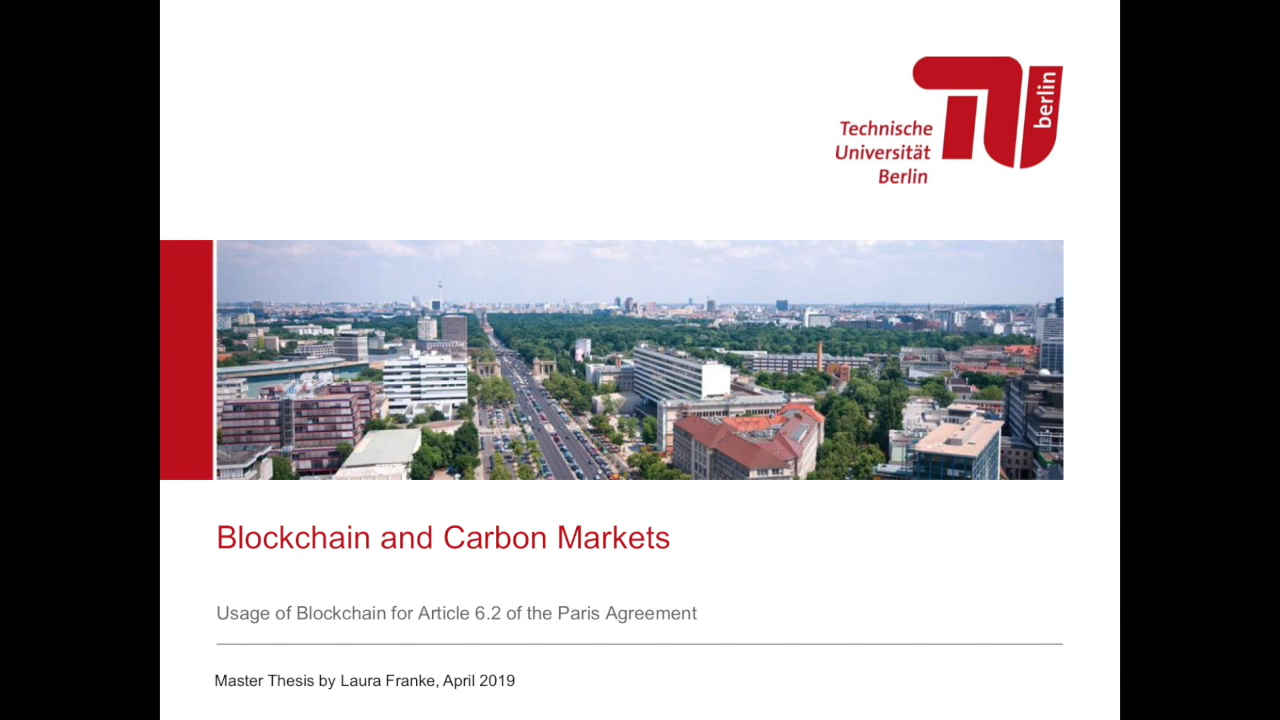 Technische
Universität
Berlin
berlin
Blockchain and Carbon Markets
Usage of Blockchain for Article 6.2 of the Paris Agreement
Master Thesis by Laura Franke, April 2019